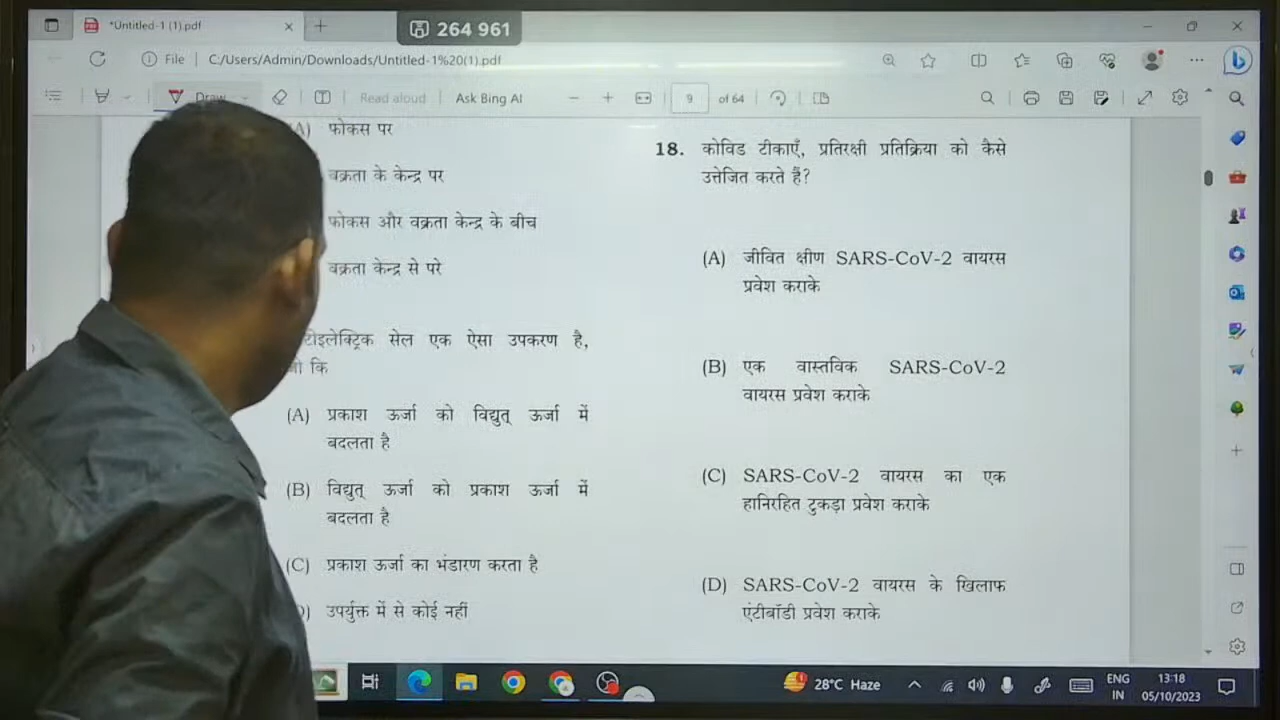 *Untitled-1 (1).pdf
264 961
File
C:/Users/Admin/Downloads/Untitled-1%20(1).pdf
Draw
Read aloud
Ask Bing AI
9
of 64
A) फोकस पर
वक्रता के केन्द्र पर
फोकस और वक्रता केन्द्र के बीच
वक्रता केन्द्र से परे
सेल एक ऐसा उपकरण है,
कि
(A) प्रकाश ऊर्जा को विद्युत् ऊर्जा में
बदलता है
(B) विद्युत् ऊर्जा को प्रकाश ऊर्जा में
बदलता है
(C) प्रकाश ऊर्जा का भंडारण करता है
) उपर्युक्त में से कोई नहीं
18. कोविड टीकाएँ, प्रतिरक्षी प्रतिक्रिया को कैसे
उत्तेजित करते हैं?
(A) जीवित क्षीण SARS-CoV-2 वायरस
प्रवेश कराके
(B) एक वास्तविक SARS-CoV-2
वायरस प्रवेश कराके
(C) SARS-CoV-2 वायरस का एक
हानिरहित टुकड़ा प्रवेश कराके
(D) SARS-CoV-2 वायरस के खिलाफ
एंटीबॉडी प्रवेश कराके
28°C Haze
ENG
IN
13:18
05/10/2023